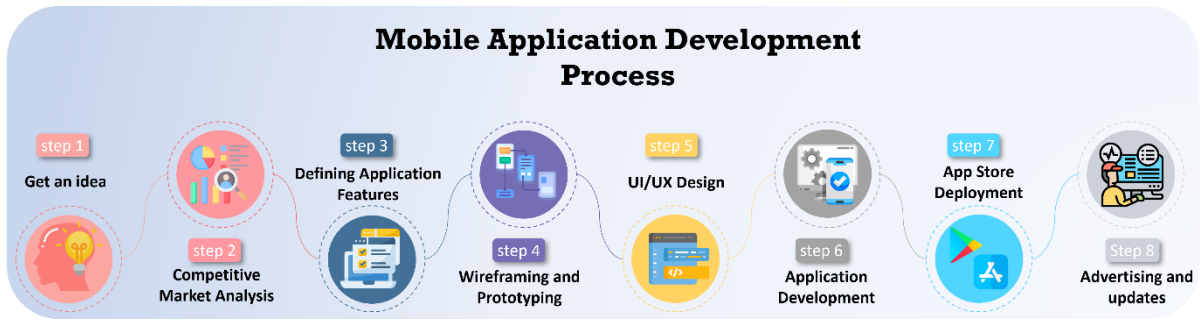 Mobile Application Development
Process
step 1
Get an idea
step 2
Competitive
Market Analysis
step 3
Defining Application
Features
step 4
Wireframing and
Prototyping
step 5
UI/UX Design
step 6
Application
Development
step 7
App Store
Deployment
Step 8
Advertising and
updates